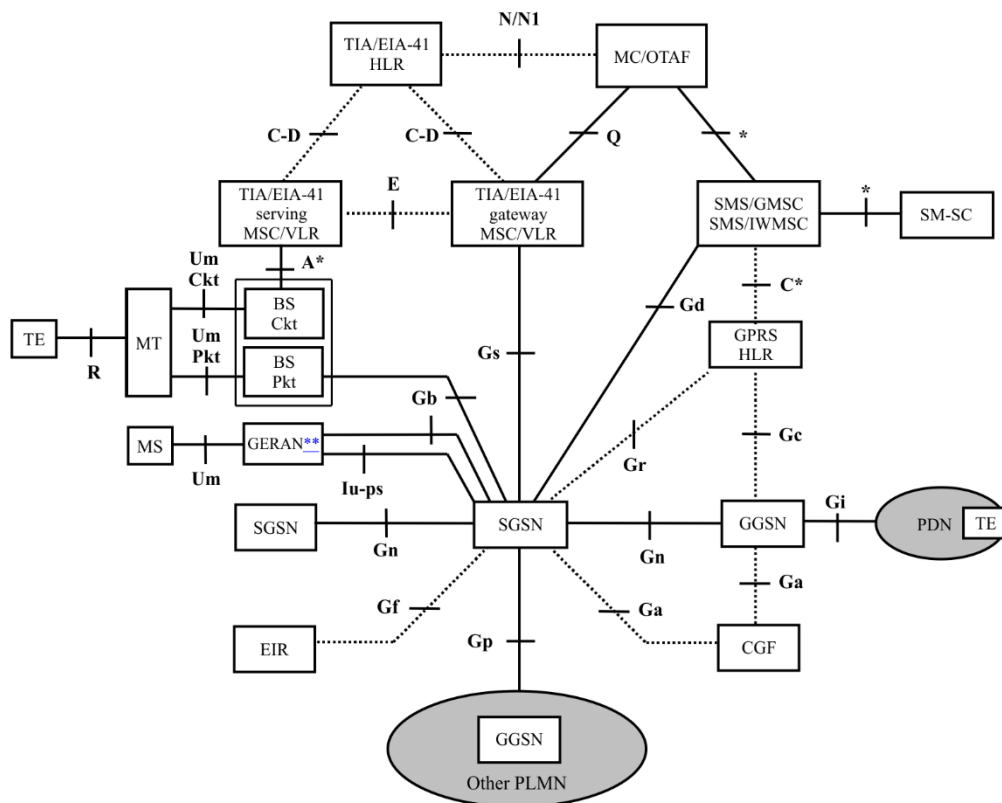 N/N1
TIA/EIA-41
HLR
MC/OTAF
C-D
C-D
Q
*
TIA/EIA-41
serving
MSC/VLR
E
TIA/EIA-41
gateway
MSC/VLR
SMS/GMSC
SMS/IWMSC
*
SM-SC
Um
Ckt
A*
C*
BS
Ckt
Gd
TE
R
MT
Um
Pkt
BS
Pkt
Gs
GPRS
HLR
Gb
MS
Um
GERAN**
Iu-ps
Gr
Gc
SGSN
Gn
SGSN
Gn
GGSN
Gi
PDN
TE
Gf
Ga
Ga
EIR
Gp
CGF
GGSN
Other PLMN